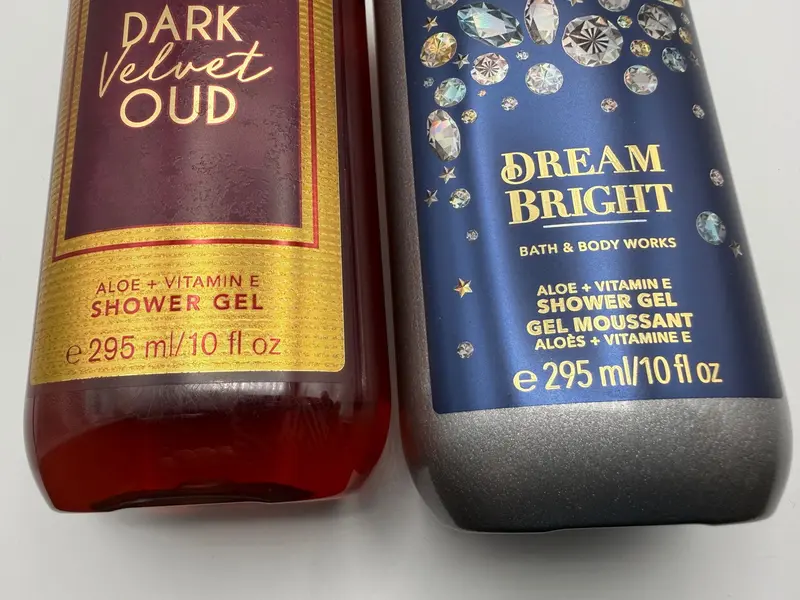 DARK
Velvet
OUD
ALOE + VITAMIN E
SHOWER GEL
e 295 ml/10 fl oz
DREAM
BRIGHT
BATH & BODY WORKS
ALOE + VITAMIN E
SHOWER GEL
GEL MOUSSANT
ALOÈS + VITAMINE E
e 295 ml/10 fl oz